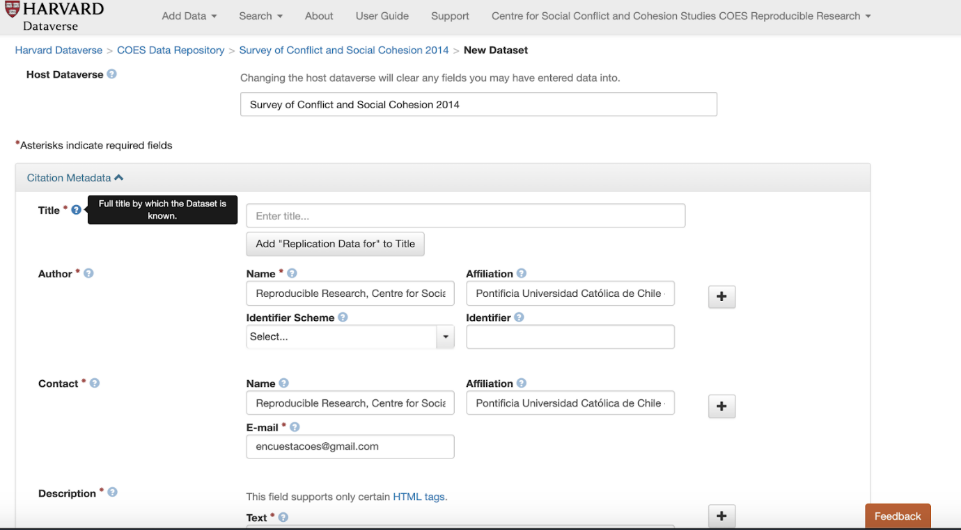 HARVARD
Dataverse
Add Data Search About User Guide Support Centre for Social Conflict and Cohesion Studies COES Reproducible Research
Harvard Dataverse > COES Data Repository > Survey of Conflict and Social Cohesion 2014 > New Dataset
Host Dataverse ? Changing the host dataverse will clear any fields you may have entered data into.
Survey of Conflict and Social Cohesion 2014
*Asterisks indicate required fields
Citation Metadata
Title * ? Full title by which the Dataset is
known.
Enter title...
Add "Replication Data for" to Title
Author * ? Name * ? Affiliation ?
Reproducible Research, Centre for Socia Pontificia Universidad Católica de Chile +
Identifier Scheme ? Identifier ?
Select...
Contact * ? Name ? Affiliation ?
Reproducible Research, Centre for Socia Pontificia Universidad Católica de Chile +
E-mail * ?
encuestacoes@gmail.com
Description * ? This field supports only certain HTML tags.
Text * ? +
Feedback